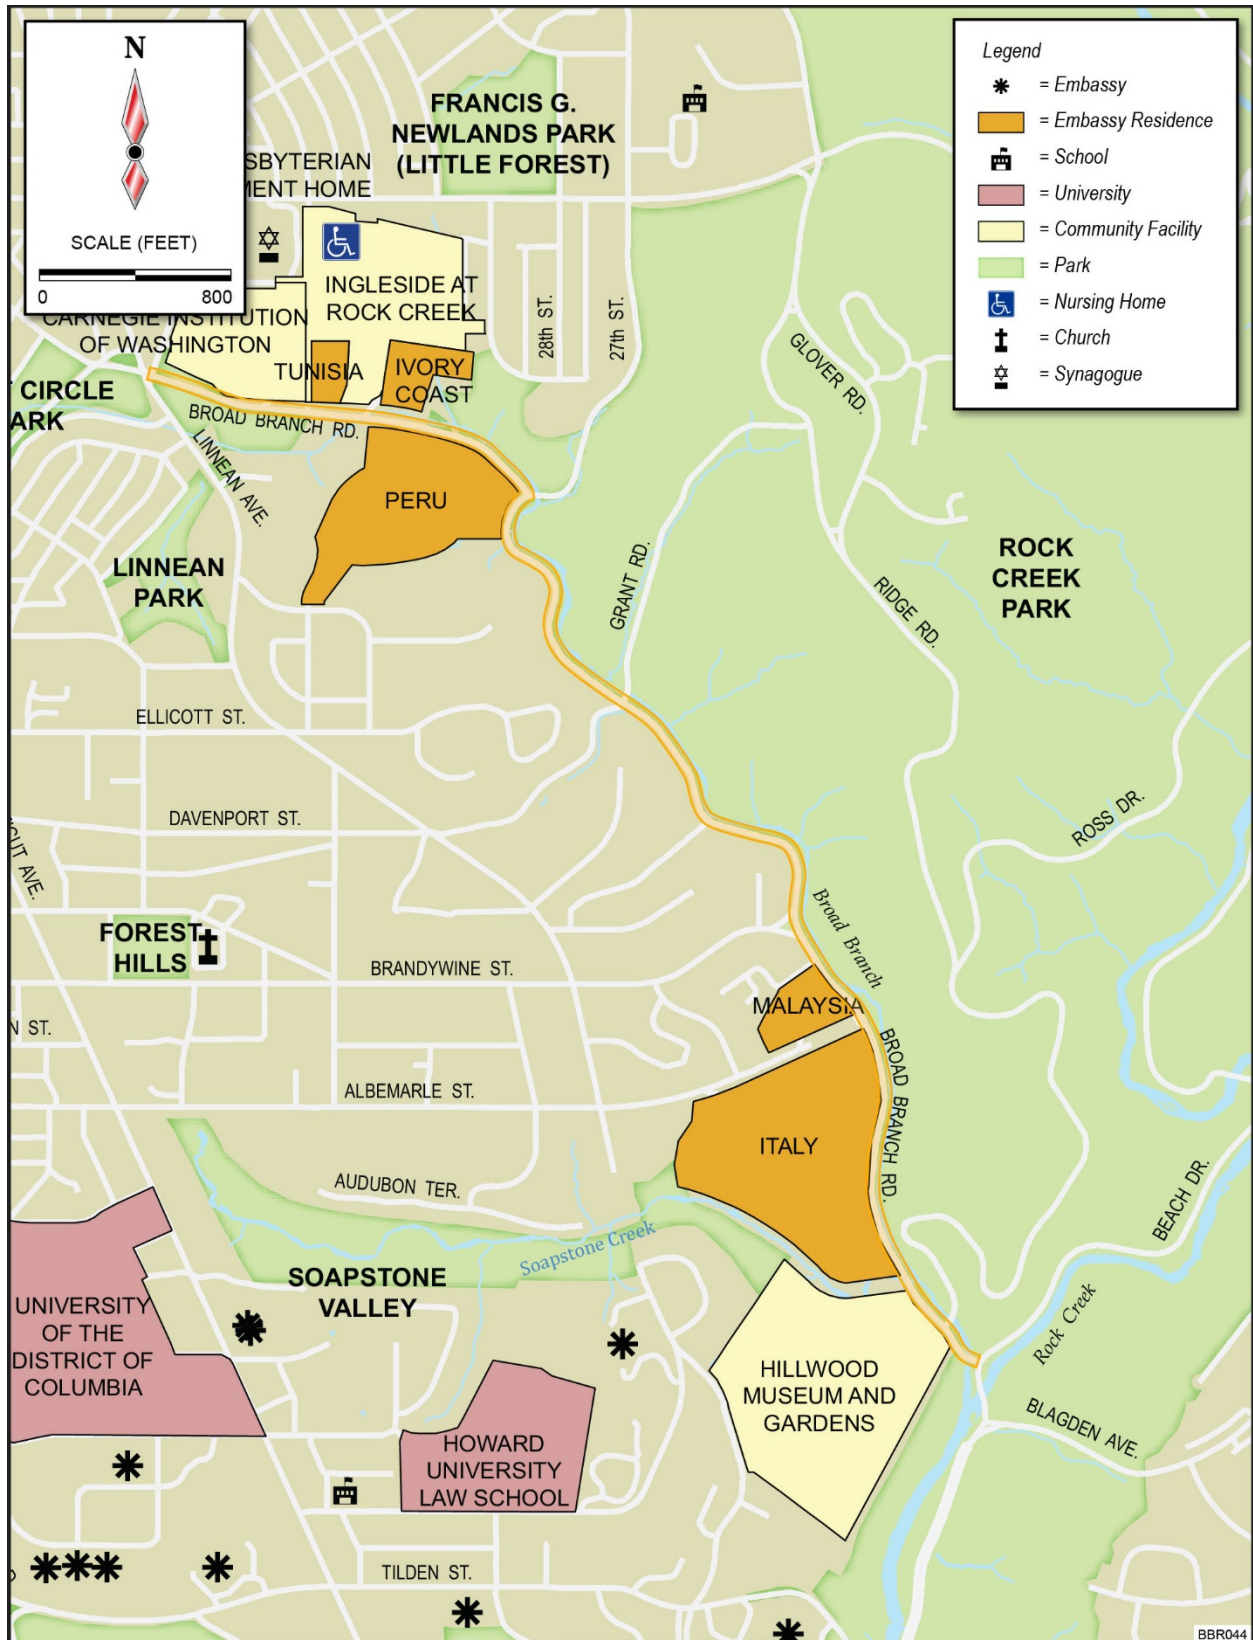 N
SCALE (FEET)
0 800
Legend
= Embassy
= Embassy Residence
= School
= University
= Community Facility
= Park
= Nursing Home
= Church
= Synagogue
FRANCIS G.
NEWLANDS PARK
(LITTLE FOREST)
SBYTERIAN
MENT HOME
INGLESIDE AT
ROCK CREEK
CARNEGIE INSTITUTION
OF WASHINGTON
TUNISIA
IVORY
COAST
28th ST.
27th ST.
GLOVER RD.
CIRCLE
ARK
BROAD BRANCH RD.
LINNEAN AVE.
PERU
LINNEAN
PARK
GRANT RD.
RIDGE RD.
ROCK
CREEK
PARK
ELLICOTT ST.
DAVENPORT ST.
ROSS DR.
AVE.
FOREST
HILLS
BRANDYWINE ST.
Broad Branch
MALAYSIA
N ST.
BROAD BRANCH RD.
ALBEMARLE ST.
ITALY
AUDUBON TER.
BEACH DR.
Soapstone Creek
SOAPSTONE
VALLEY
UNIVERSITY
OF THE
DISTRICT OF
COLUMBIA
Rock Creek
HILLWOOD
MUSEUM AND
GARDENS
BLAGDEN AVE.
HOWARD
UNIVERSITY
LAW SCHOOL
TILDEN ST.
BBR044